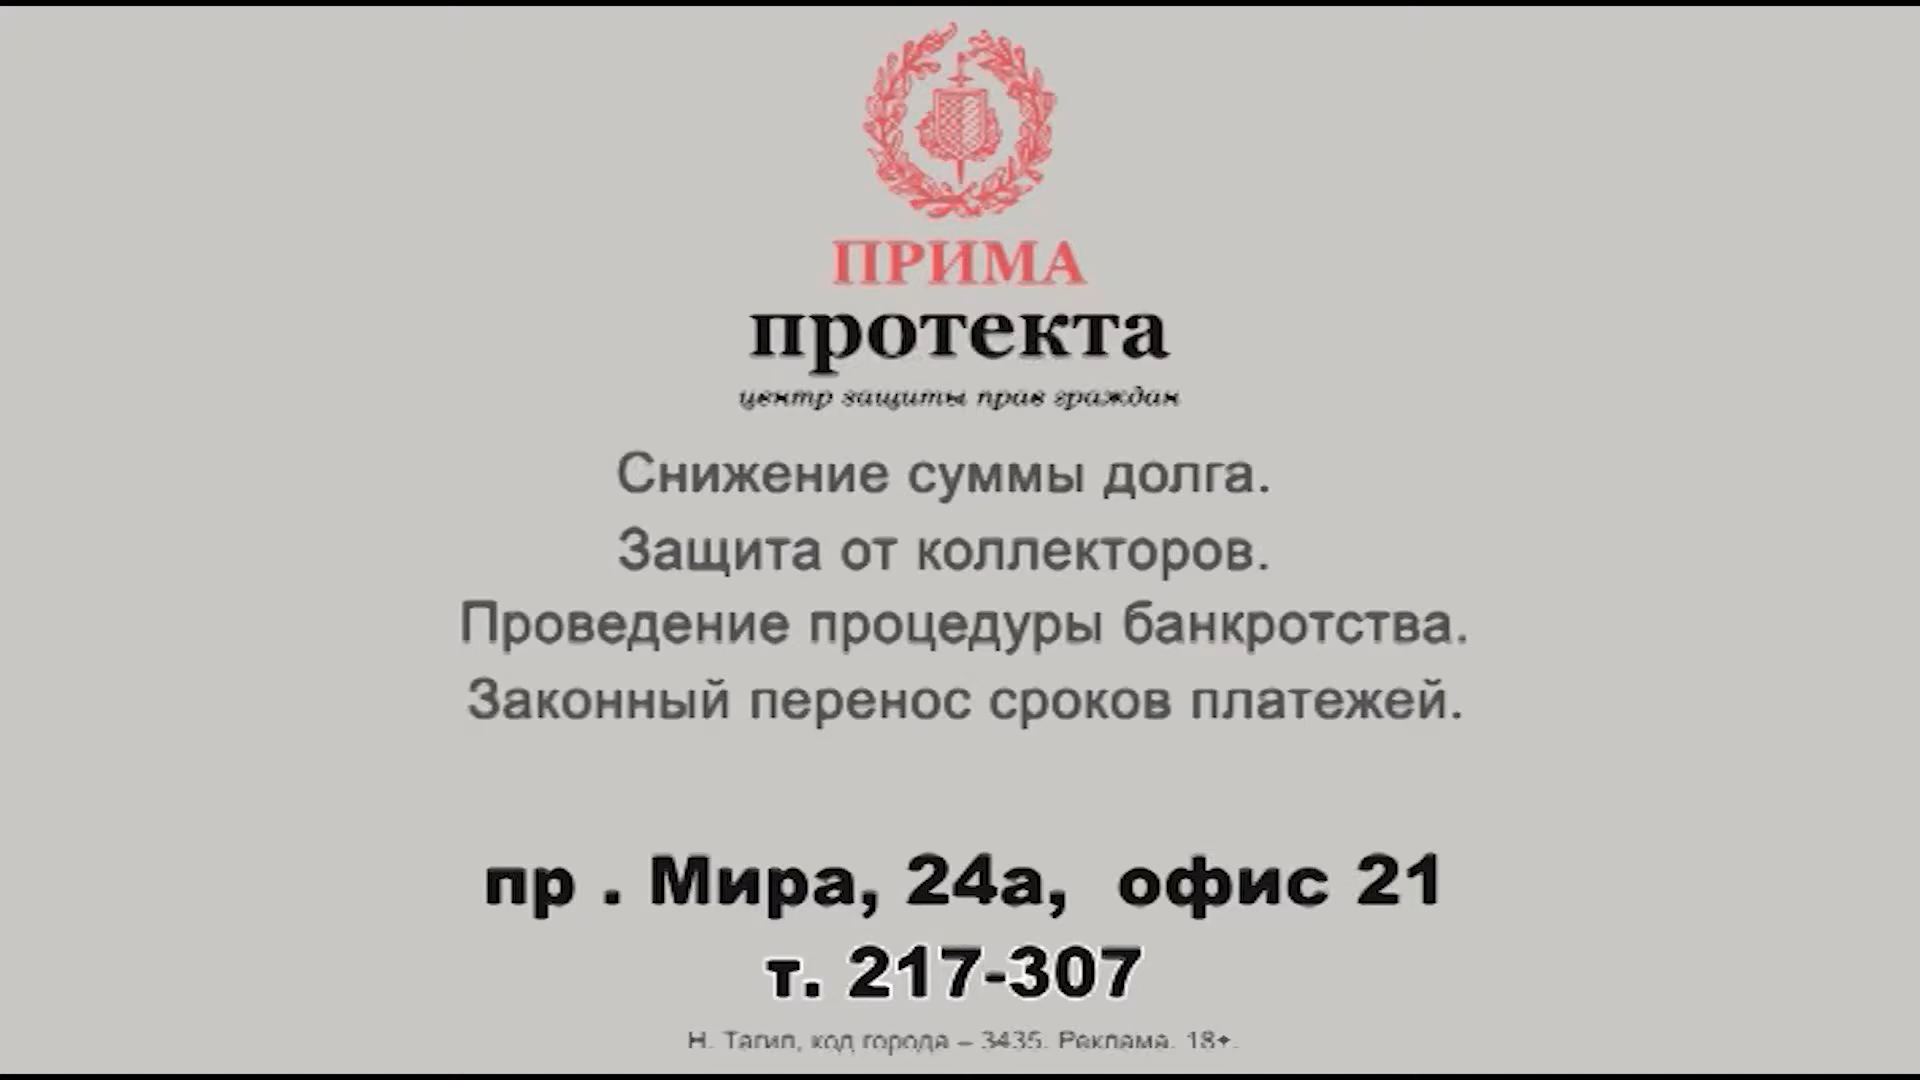 ПРИМА
протекта
центр защиты прав граждан
Снижение суммы долга.
Защита от коллекторов.
Проведение процедуры банкротства.
Законный перенос сроков платежей.
пр . Мира, 24а, офис 21
т. 217-307
Н. Тагил, код города – 3435. Реклама. 18+.